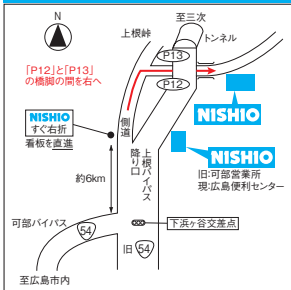 N
上根峠
至三次
トンネル
P13
「P12」と「P13」
の橋脚の間を右へ
P12
NISHIO
NISHIO
すぐ右折
看板を直進
側道
上根バイパス
降り口
NISHIO
旧:可部営業所
現:広島便利センター
約6km
可部バイパス
54
下浜ヶ谷交差点
旧54
至広島市内